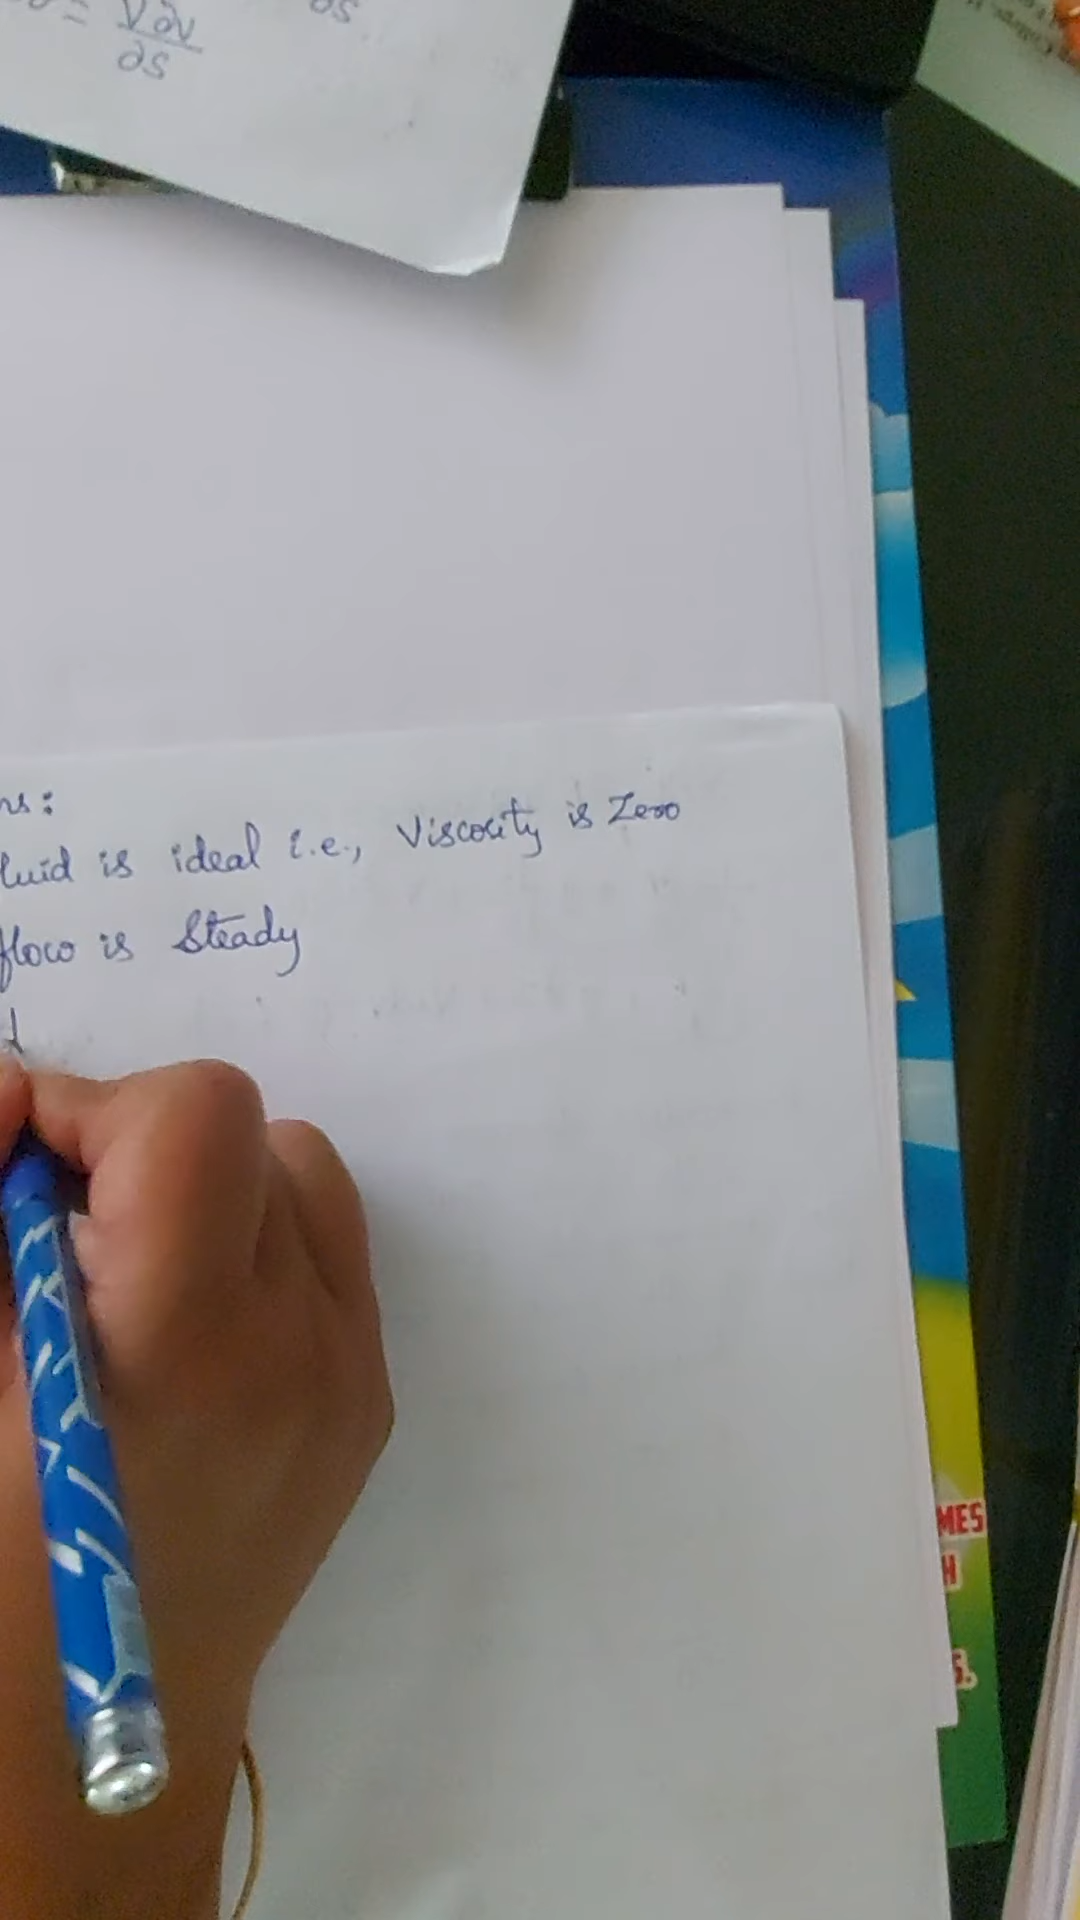 = V∂V
∂S
∂S
ns:
luid is ideal i.e., Viscosity is Zero
flow is Steady
MES
H
S.